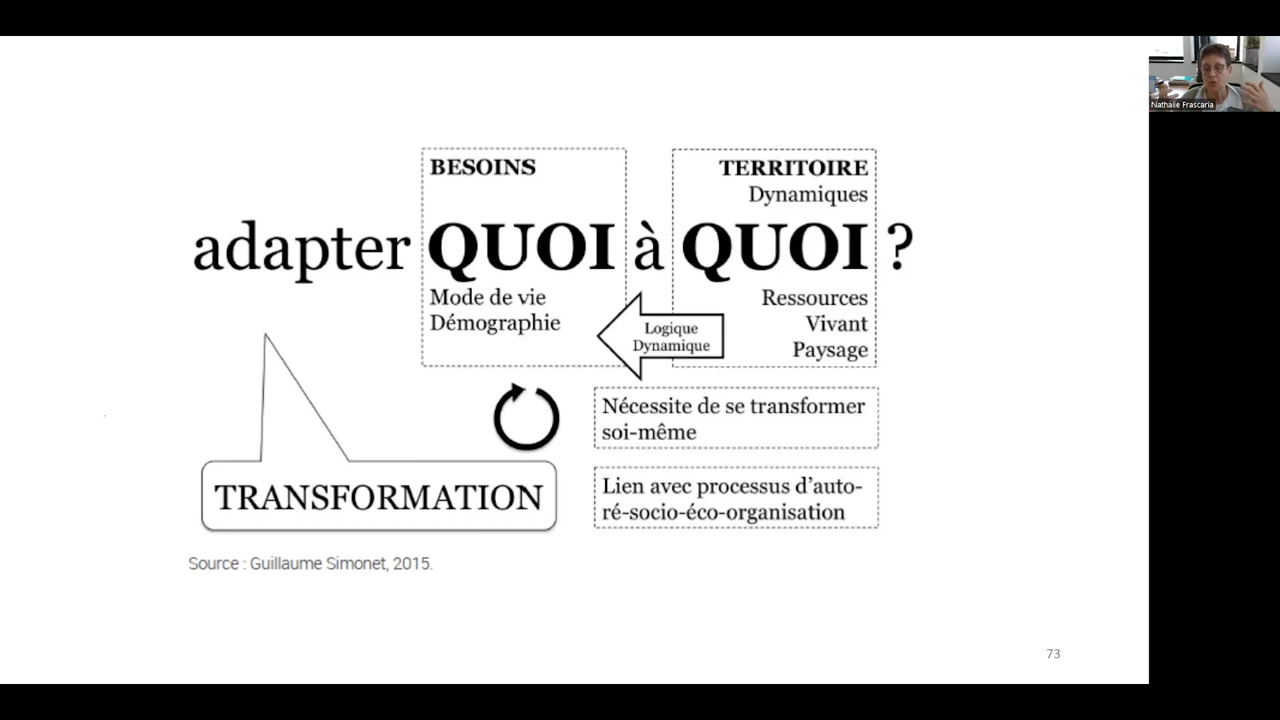 Nathalie Frascaria
BESOINS
TERRITOIRE
Dynamiques
adapter QUOI à QUOI ?
Mode de vie
Démographie
Logique
Dynamique
Ressources
Vivant
Paysage
Nécessite de se transformer
soi-même
TRANSFORMATION
Lien avec processus d'auto-
ré-socio-éco-organisation
Source : Guillaume Simonet, 2015.
73